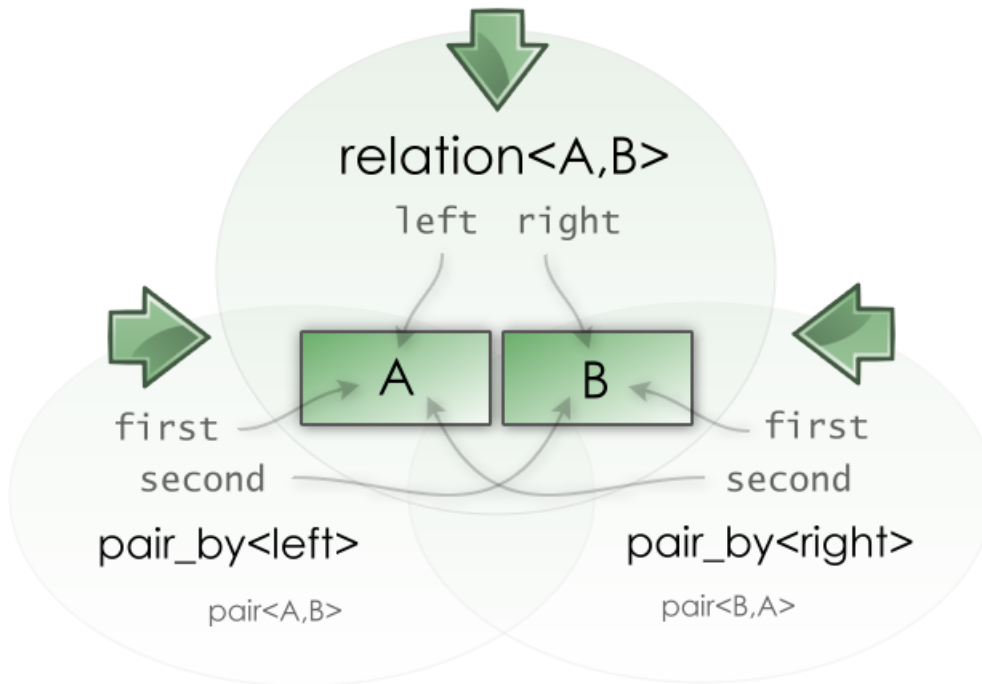 relation<A,B>
left right
A B
first first
second second
pair_by<left> pair_by<right>
pair<A,B> pair<B,A>